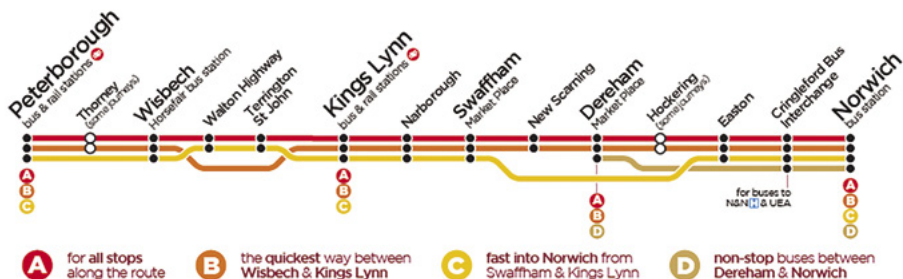 Peterborough
bus & rail stations
Thorney
(some journeys)
Wisbech
Horsefair bus station
Walton Highway
Terrington
St John
Kings Lynn
bus & rail stations
Narborough
Swaffham
Market Place
New Scarning
Dereham
Market Place
Hockering
(some journeys)
Easton
Cringleford Bus
Interchange
Norwich
bus station
A
B
C
A
B
C
A
B
D
for buses to
N&N H & UEA
A
B
C
D
A for all stops
along the route
B the quickest way between
Wisbech & Kings Lynn
C fast into Norwich from
Swaffham & Kings Lynn
D non-stop buses between
Dereham & Norwich